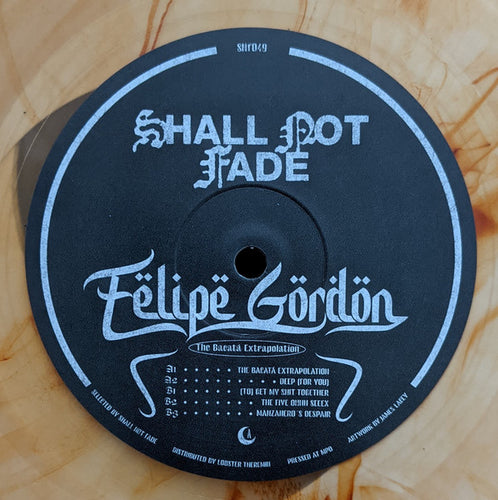 SNF049
SHALL NOT
FADE
Fëlipë Gördön
The Bacatá Extrapolation
A1 THE BACATÁ EXTRAPOLATION
A2 DEEP (FOR YOU)
B1 (TO) GET MY SHIT TOGETHER
B2 THE FIVE
B3 MANZANERO'S DESPAIR
SELECTED BY SHALL NOT FADE
DISTRIBUTED BY LOBSTER THEREMIN
PRESSED AT MPO
ARTWORK BY JAMES LACEY